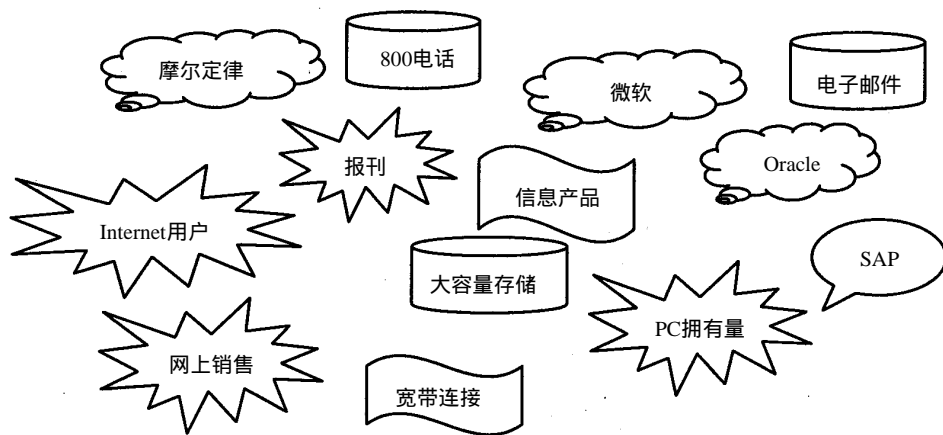 摩尔定律
800电话
微软
电子邮件
报刊
Oracle
信息产品
Internet用户
SAP
大容量存储
PC拥有量
网上销售
宽带连接